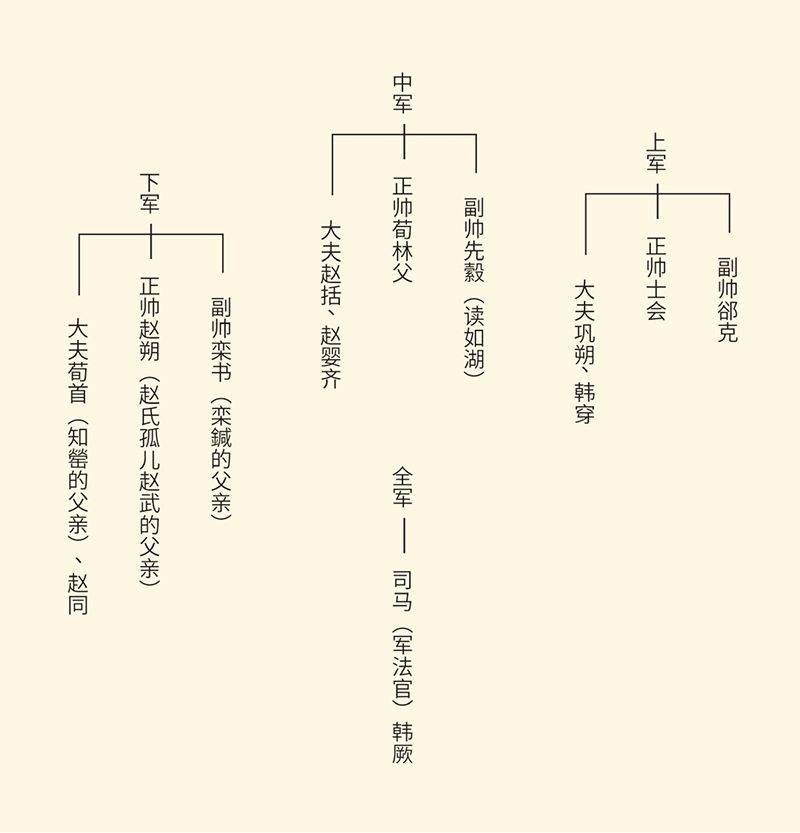 中军
正帅荀林父
副帅先縠（读如湖）
大夫赵括、赵婴齐
上军
正帅士会
副帅郤克
大夫巩朔、韩穿
下军
正帅赵朔（赵氏孤儿赵武的父亲）
副帅栾书（栾鍼的父亲）
大夫荀首（知罃的父亲）、赵同
全军
司马（军法官）韩厥